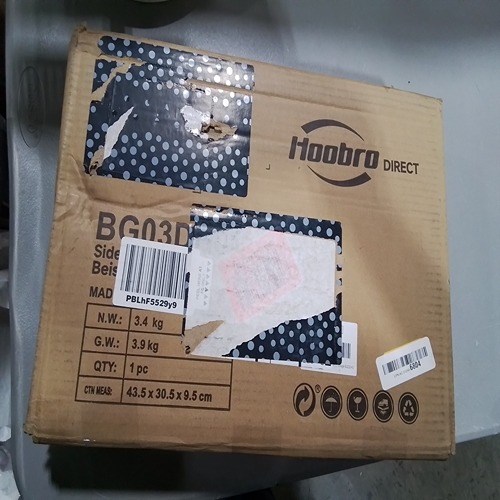 Hoobro DIRECT
BG03D
Side
Beis
PBLhF5529y9
MAD
N.W.: 3.4 kg
G.W.: 3.9 kg
QTY: 1 pc
CTN MEAS: 43.5 x 30.5 x 9.5 cm
6804